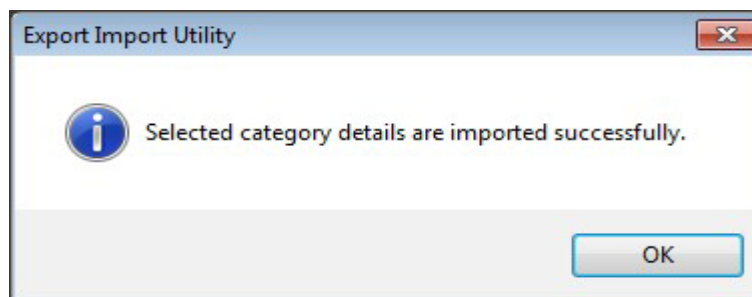 Export Import Utility
Selected category details are imported successfully.
OK